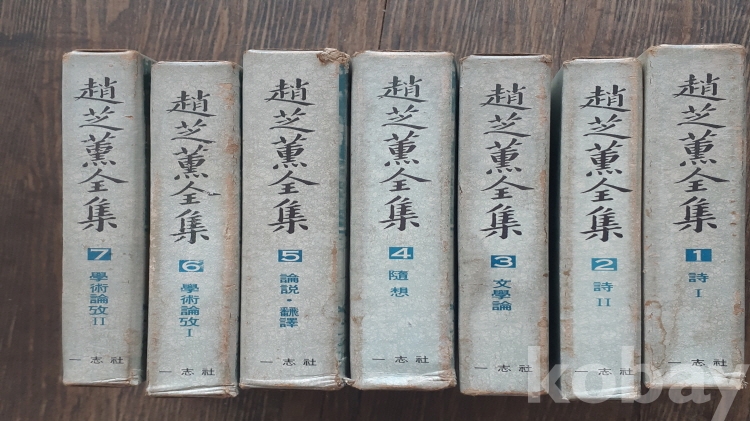 趙芝薰全集
7
學術論攷 II
一志社
趙芝薰全集
6
學術論攷 I
一志社
趙芝薰全集
5
論説·飜譯
一志社
趙芝薰全集
4
隨想
一志社
趙芝薰全集
3
文學論
一志社
趙芝薰全集
2
詩 II
一志社
趙芝薰全集
1
詩 I
一志社
kobay